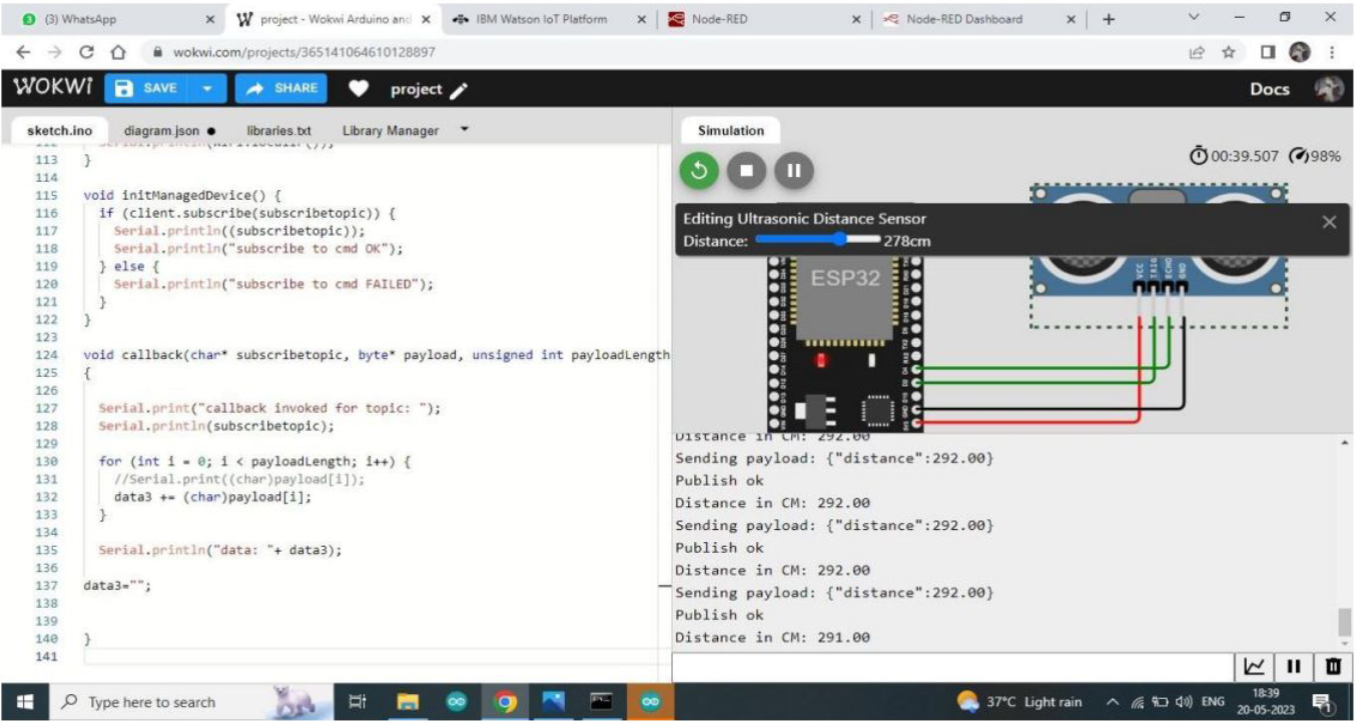 (3) WhatsApp
project - Wokwi Arduino and
IBM Watson IoT Platform
Node-RED
Node-RED Dashboard
wokwi.com/projects/365141064610128897
WOKWi
SAVE
SHARE
project
Docs
sketch.ino
diagram.json
libraries.txt
Library Manager
113 }
114
115 void initManagedDevice() {
116 if (client.subscribe(subscribetopic)) {
117 Serial.println((subscribetopic));
118 Serial.println("subscribe to cmd OK");
119 } else {
120 Serial.println("subscribe to cmd FAILED");
121 }
122 }
123
124 void callback(char* subscribetopic, byte* payload, unsigned int payloadLength
125 {
126
127 Serial.print("callback invoked for topic: ");
128 Serial.println(subscribetopic);
129
130 for (int i = 0; i < payloadLength; i++) {
131 //Serial.print((char)payload[i]);
132 data3 += (char)payload[i];
133 }
134
135 Serial.println("data: "+ data3);
136
137 data3="";
138
139
140 }
141
Simulation
00:39.507 98%
Editing Ultrasonic Distance Sensor
Distance: 278cm
ESP32
VCC
TRIG
ECHO
GND
Distance in CM: 292.00
Sending payload: {"distance":292.00}
Publish ok
Distance in CM: 292.00
Sending payload: {"distance":292.00}
Publish ok
Distance in CM: 292.00
Sending payload: {"distance":292.00}
Publish ok
Distance in CM: 291.00
Type here to search
37°C Light rain
ENG
18:39
20-05-2023